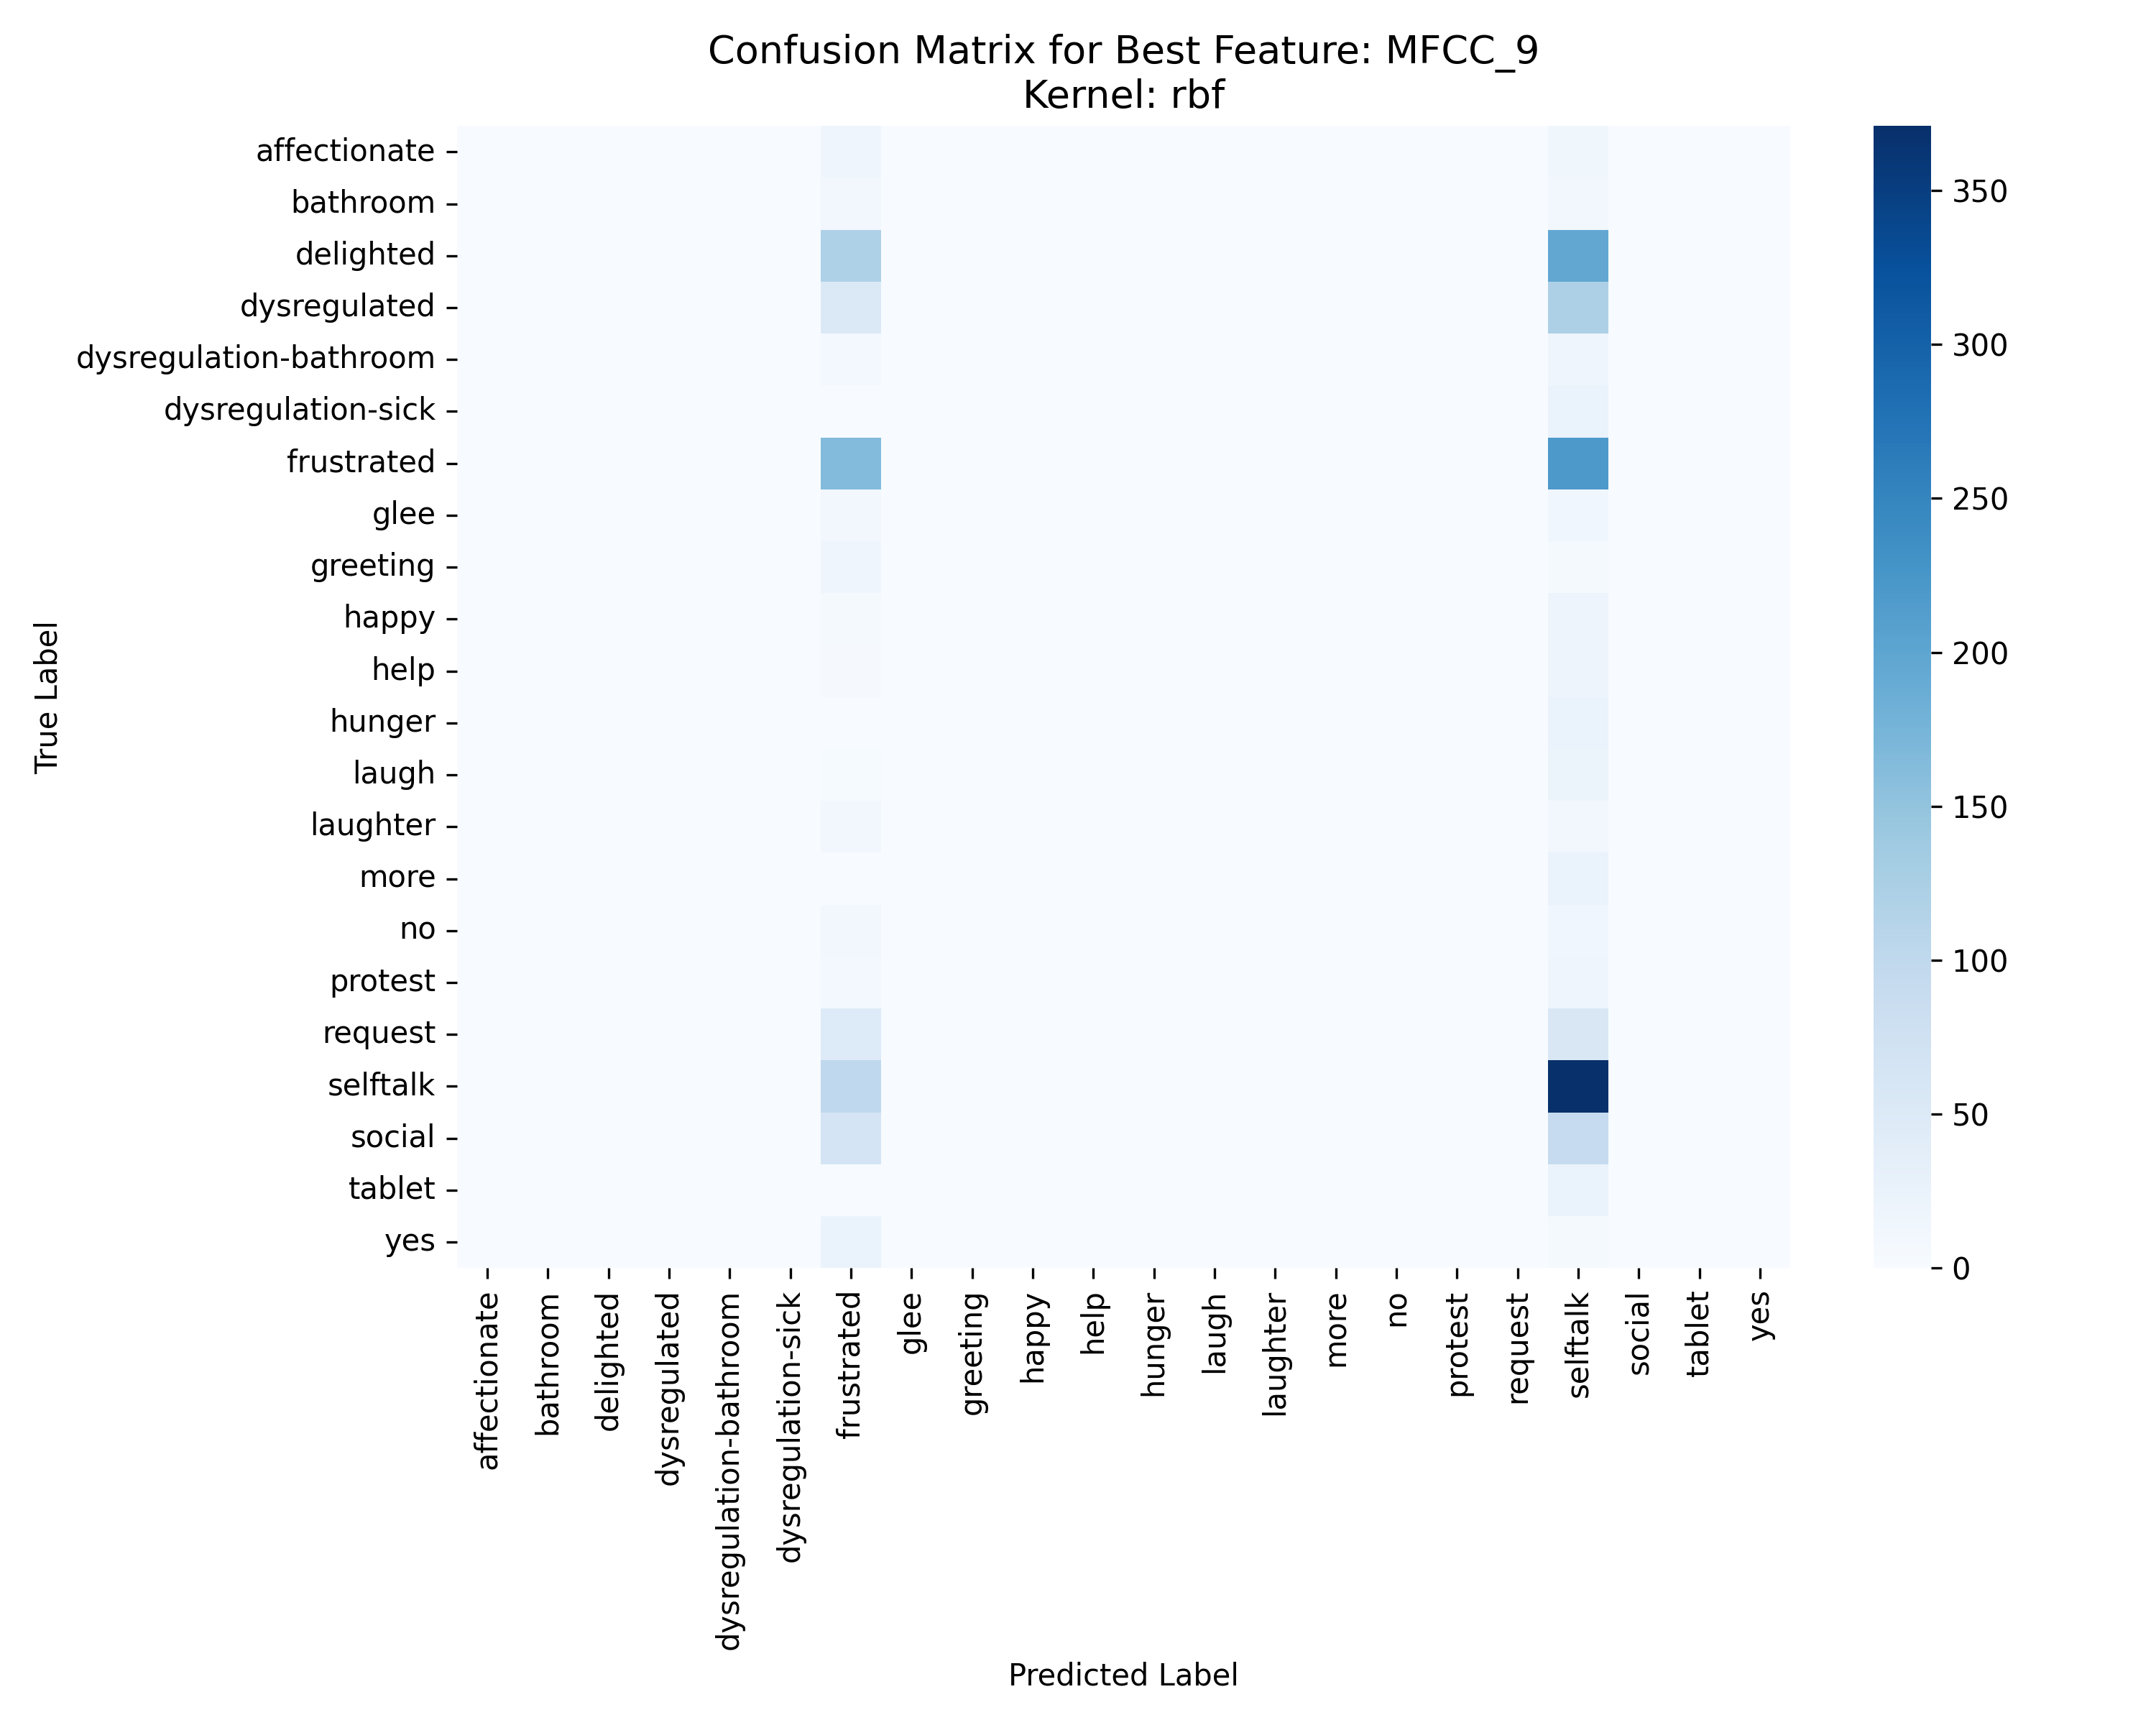 Confusion Matrix for Best Feature: MFCC_9
Kernel: rbf
True Label
affectionate
bathroom
delighted
dysregulated
dysregulation-bathroom
dysregulation-sick
frustrated
glee
greeting
happy
help
hunger
laugh
laughter
more
no
protest
request
selftalk
social
tablet
yes
affectionate
bathroom
delighted
dysregulated
dysregulation-bathroom
dysregulation-sick
frustrated
glee
greeting
happy
help
hunger
laugh
laughter
more
no
protest
request
selftalk
social
tablet
yes
Predicted Label
350
300
250
200
150
100
50
0